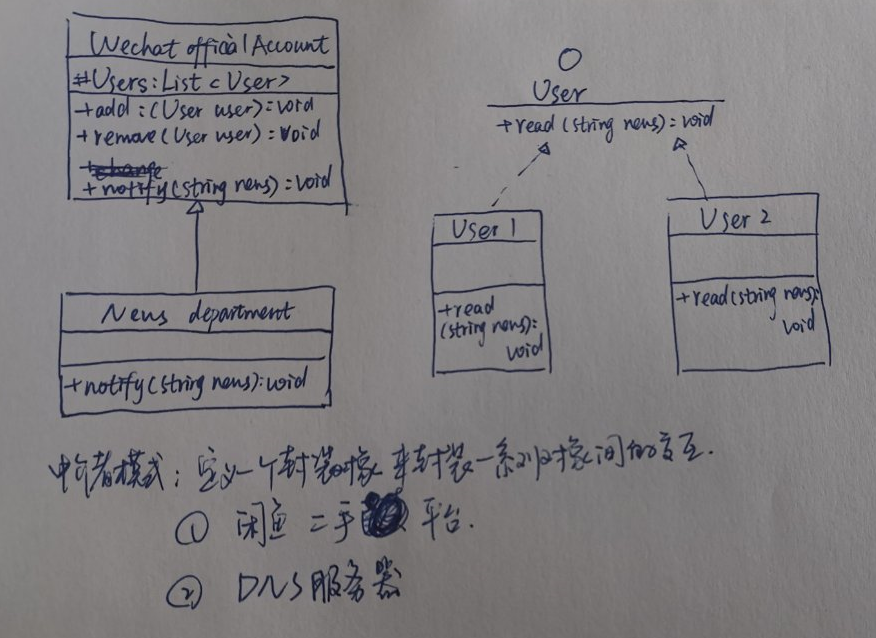 Wechat official Account
#Users: List <User>
+add: (User user): void
+remove (User user): void
+change
+notify (string news): void
News department
+notify (string news): void
User
+read (string news): void
User 1
+read
(string news):
void
User 2
+read (string news):
void
中介者模式: 定义一个封装对象来封装一系列对象间的交互.
① 闲鱼二手平台.
② DNS服务器